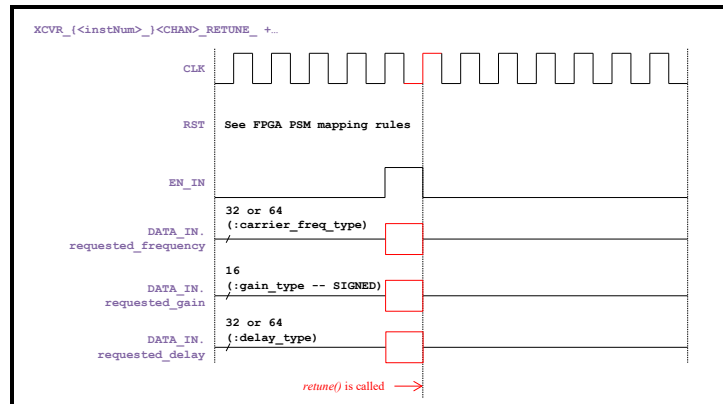 XCVR_{<instNum>_}<CHAN>_RETUNE_ +…
CLK
RST See FPGA PSM mapping rules
EN_IN
32 or 64
(:carrier_freq_type)
DATA_IN.
requested_frequency
16
(:gain_type -- SIGNED)
DATA_IN.
requested_gain
32 or 64
(:delay_type)
DATA_IN.
requested_delay
retune() is called